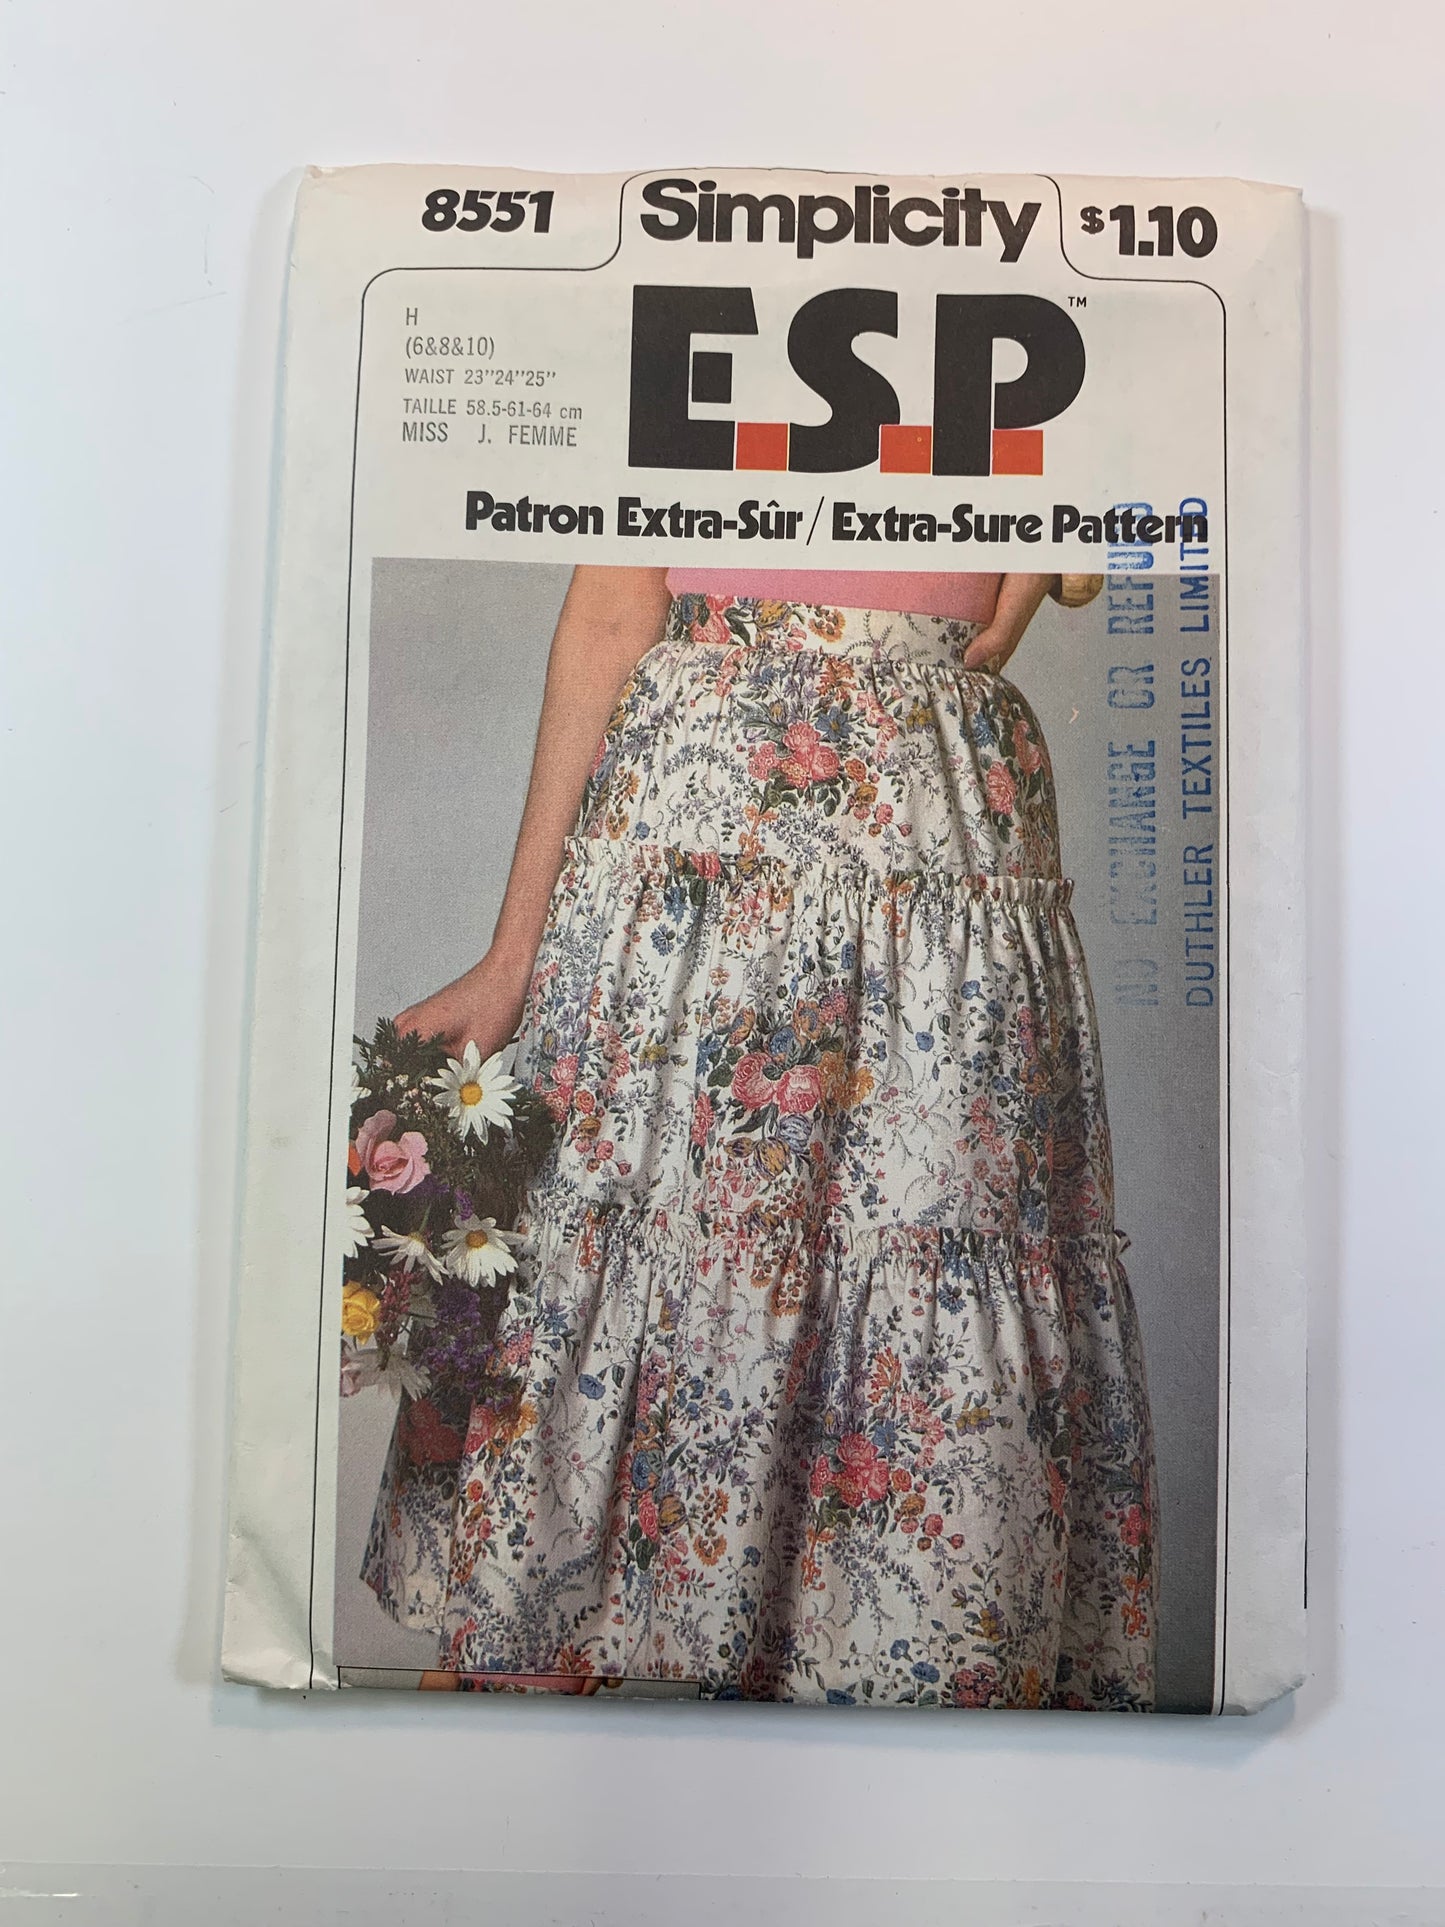 8551 Simplicity $1.10
H
(6&8&10)
WAIST 23"24"25"
TAILLE 58.5-61-64 cm
MISS J. FEMME
E.S.P.™
Patron Extra-Sûr/Extra-Sure Pattern
NO EXCHANGE OR REFUND
DUTHLER TEXTILES LIMITED